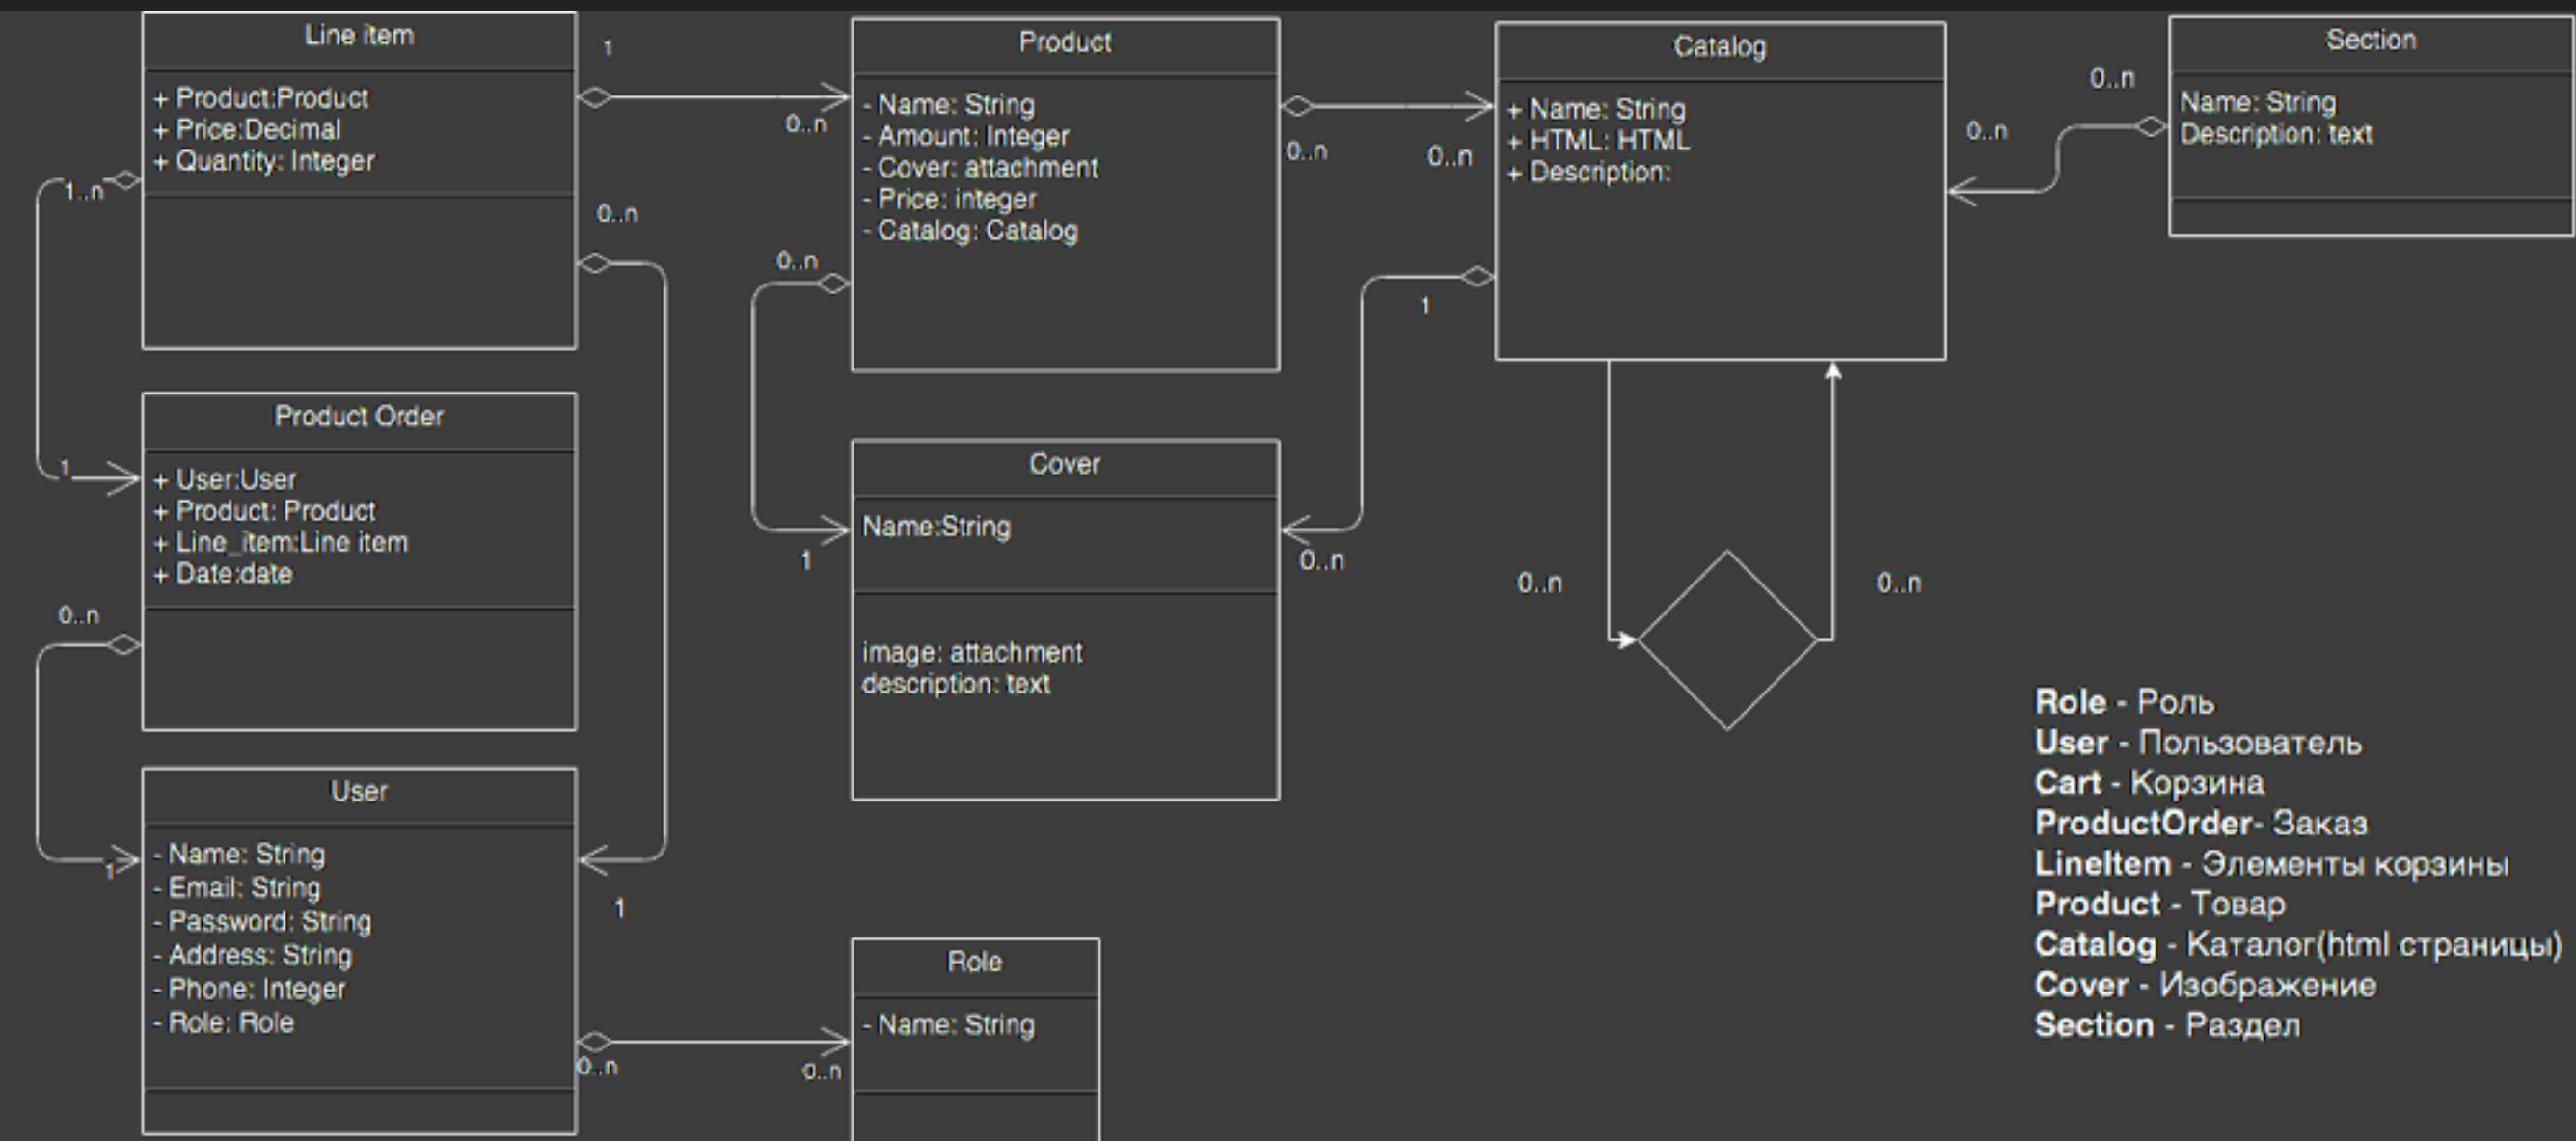 Line item
+ Product:Product
+ Price:Decimal
+ Quantity: Integer
1
0..n
1..n
0..n
Product
- Name: String
- Amount: Integer
- Cover: attachment
- Price: integer
- Catalog: Catalog
0..n
0..n
0..n
Catalog
+ Name: String
+ HTML: HTML
+ Description:
0..n
0..n
1
Section
Name: String
Description: text
Product Order
+ User:User
+ Product: Product
+ Line_item:Line item
+ Date:date
1
0..n
1
Cover
Name:String
image: attachment
description: text
1
0..n
0..n
0..n
User
- Name: String
- Email: String
- Password: String
- Address: String
- Phone: Integer
- Role: Role
1
0..n
0..n
Role
- Name: String
Role - Роль
User - Пользователь
Cart - Корзина
ProductOrder- Заказ
LineItem - Элементы корзины
Product - Товар
Catalog - Каталог(html страницы)
Cover - Изображение
Section - Раздел